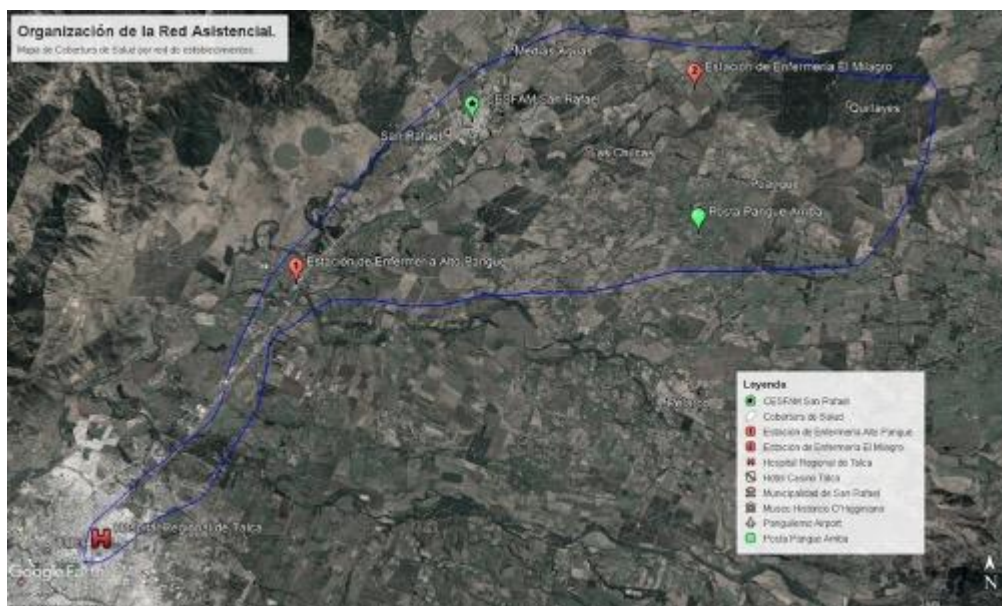 Organización de la Red Asistencial.
Mapa de Cobertura de Salud por red de establecimientos.
Medias Aguas
Estación de Enfermería El Milagro
2
CESFAM San Rafael
Quilayes
San Rafael
Las Chilcas
Posta Pangue Arriba
Estación de Enfermería Alto Pangue
1
Leyenda
CESFAM San Rafael
Cobertura de Salud
Estación de Enfermería Alto Pangue
Estación de Enfermería El Milagro
Hospital Regional de Talca
Hotel Casino Talca
Municipalidad de San Rafael
Museo Histórico O'Higginiano
Panguilemo Airport
Posta Pangue Arriba
H
Hospital Regional de Talca
Google Earth
N